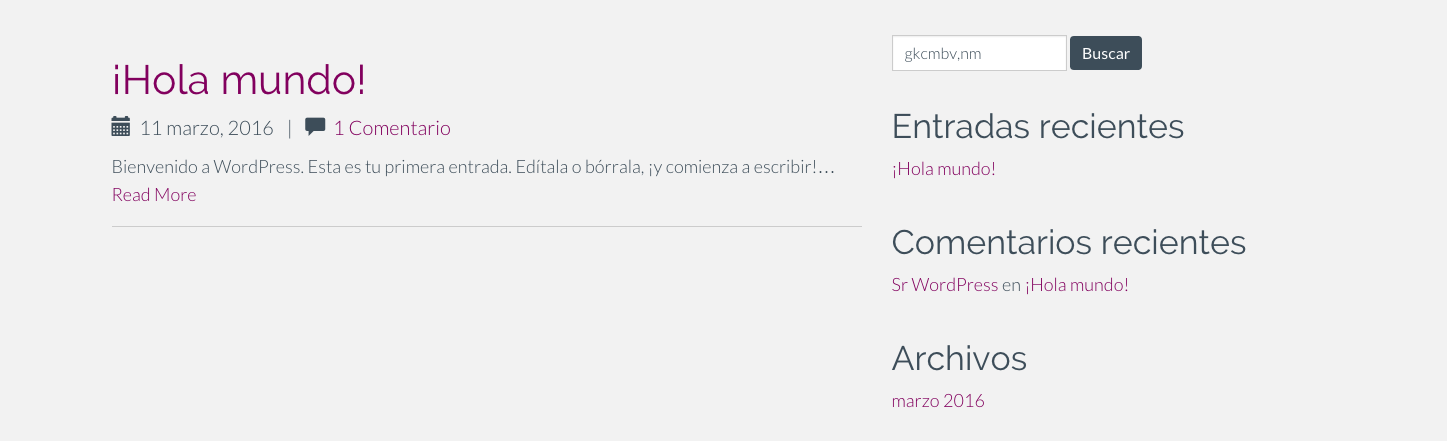 ¡Hola mundo!
11 marzo, 2016 | 1 Comentario
Bienvenido a WordPress. Esta es tu primera entrada. Edítala o bórrala, ¡y comienza a escribir!...
Read More
gkcmbv,nm Buscar
Entradas recientes
¡Hola mundo!
Comentarios recientes
Sr WordPress en ¡Hola mundo!
Archivos
marzo 2016